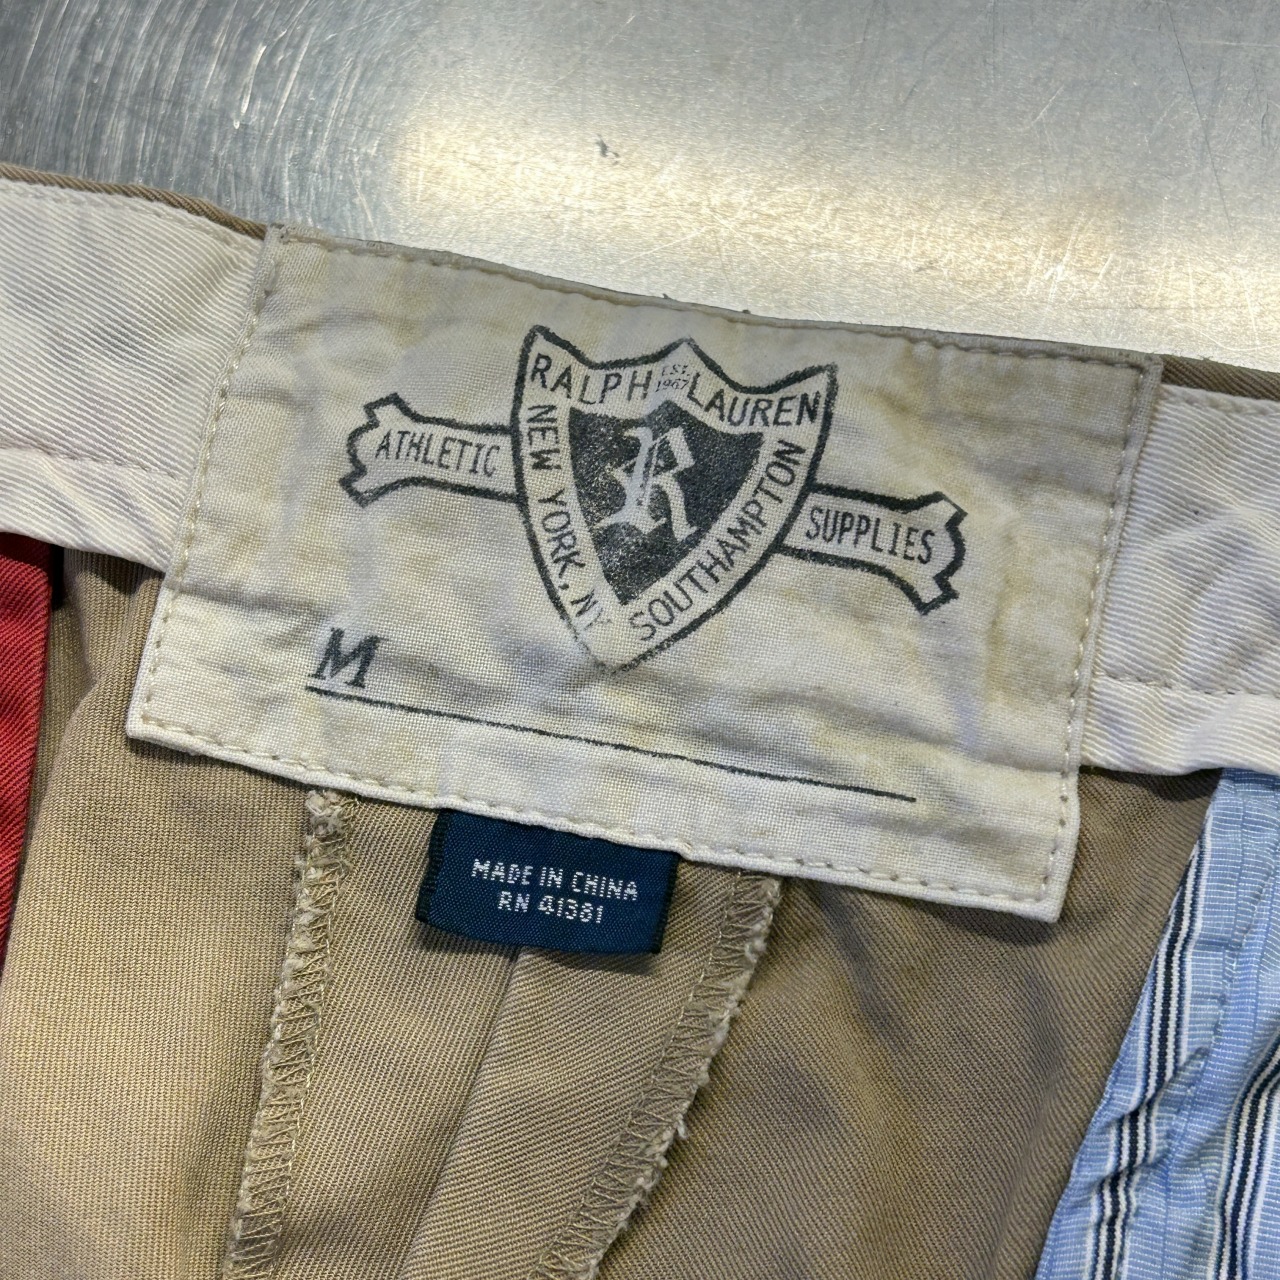 RALPH LAUREN
EST.
1967
NEW YORK, NY
SOUTHAMPTON
R
ATHLETIC
SUPPLIES
M
MADE IN CHINA
RN 41381